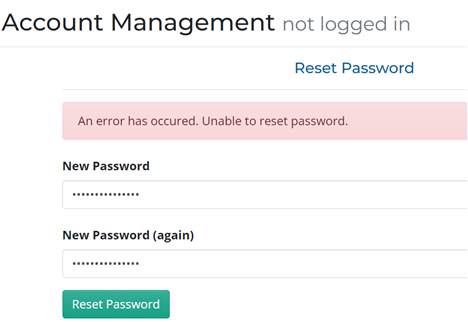 Account Management not logged in
Reset Password
An error has occured. Unable to reset password.
New Password
•••••••••••••••
New Password (again)
•••••••••••••••
Reset Password